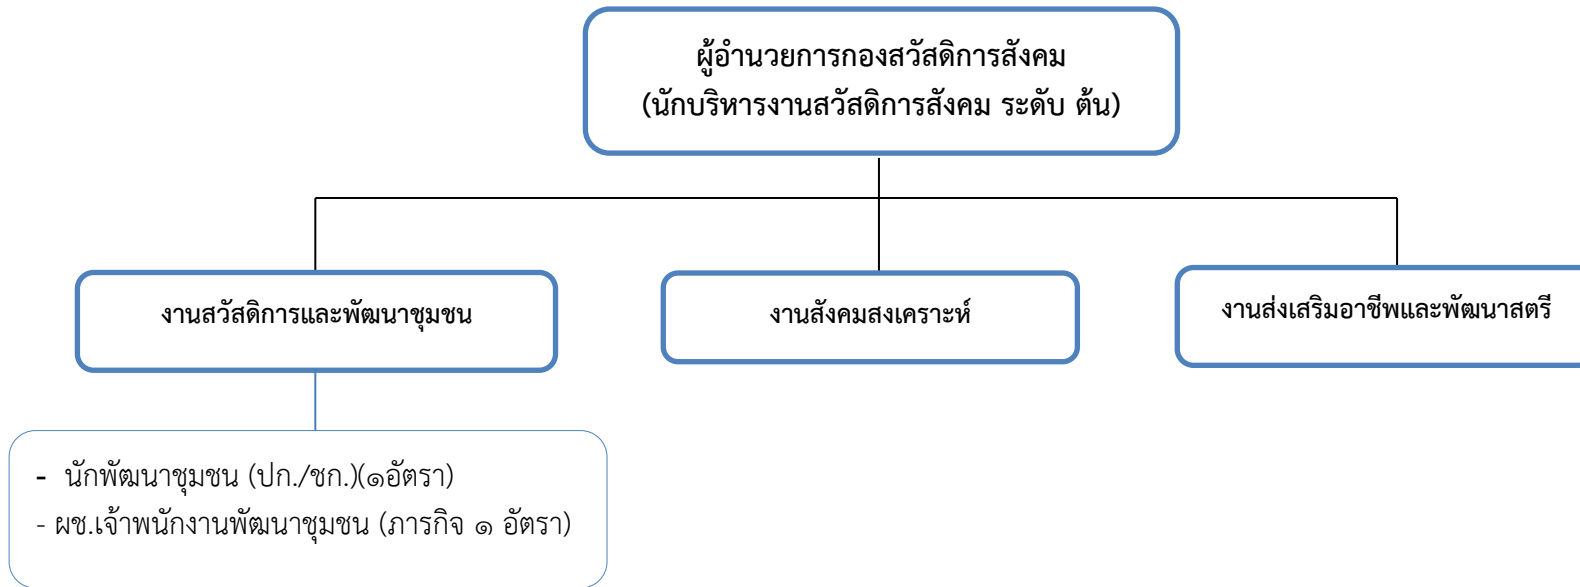 ผู้อำนวยการกองสวัสดิการสังคม
(นักบริหารงานสวัสดิการสังคม ระดับ ต้น)
งานสวัสดิการและพัฒนาชุมชน
งานสังคมสงเคราะห์
งานส่งเสริมอาชีพและพัฒนาสตรี
- นักพัฒนาชุมชน (ปก./ชก.)(๑อัตรา)
- ผช.เจ้าพนักงานพัฒนาชุมชน (ภารกิจ ๑ อัตรา)